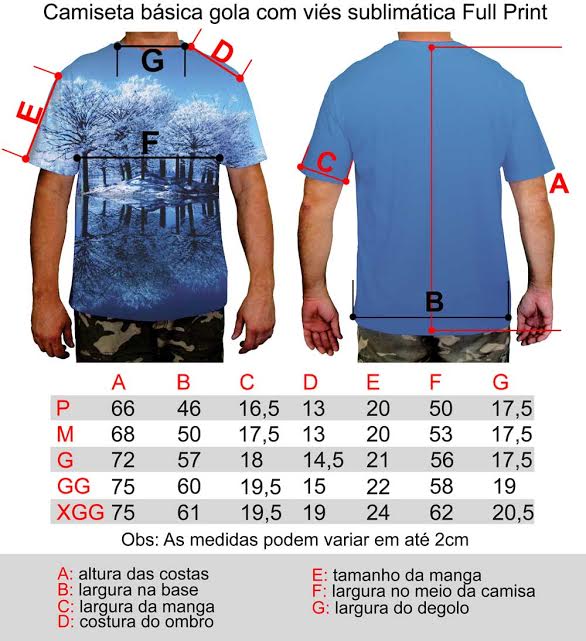 Camiseta básica gola com viés sublimática Full Print
G
D
E
F
C
A
B
A B C D E F G
P 66 46 16,5 13 20 50 17,5
M 68 50 17,5 13 20 53 17,5
G 72 57 18 14,5 21 56 17,5
GG 75 60 19,5 15 22 58 19
XGG 75 61 19,5 19 24 62 20,5
Obs: As medidas podem variar em até 2cm
A: altura das costas
B: largura na base
C: largura da manga
D: costura do ombro
E: tamanho da manga
F: largura no meio da camisa
G: largura do degolo